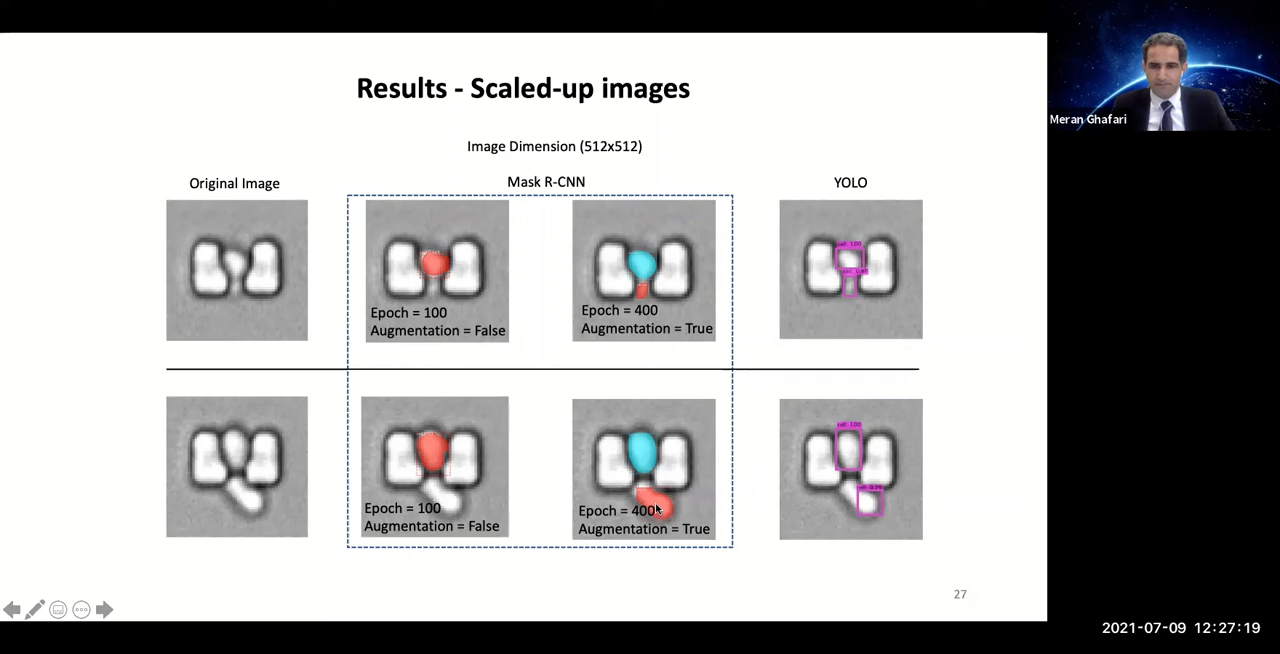 Results - Scaled-up images
Image Dimension (512x512)
Original Image
Mask R-CNN
YOLO
Epoch = 100
Augmentation = False
Epoch = 400
Augmentation = True
Epoch = 100
Augmentation = False
Epoch = 400
Augmentation = True
27
Meran Ghafari
2021-07-09 12:27:19